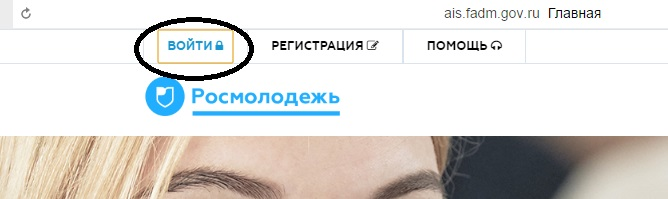 ais.fadm.gov.ru Главная
ВОЙТИ РЕГИСТРАЦИЯ ПОМОЩЬ
Росмолодежь